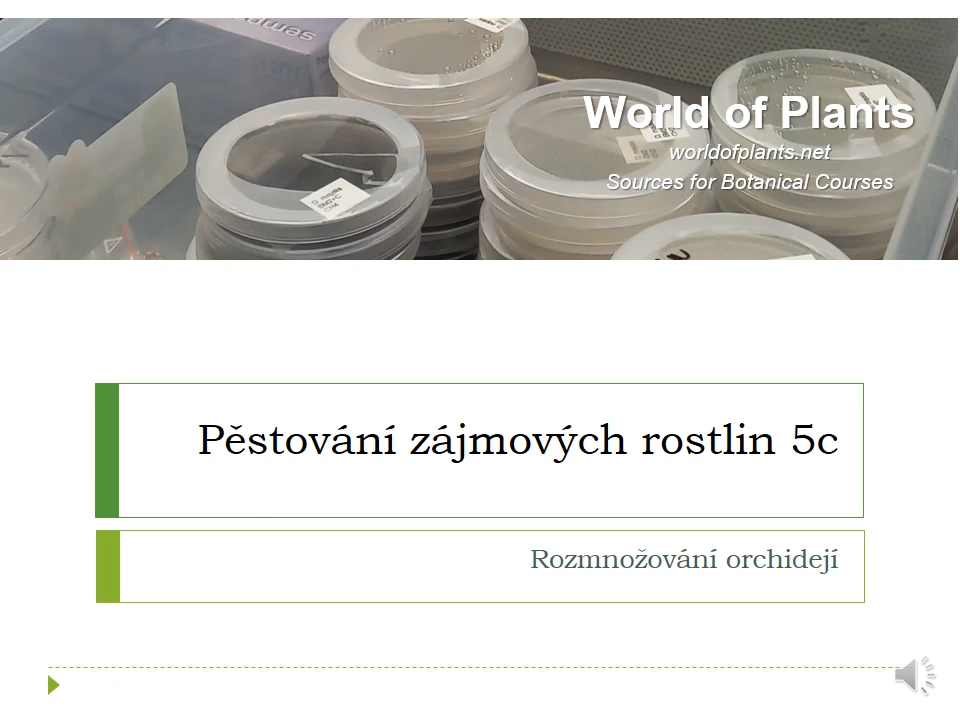 World of Plants
worldofplants.net
Sources for Botanical Courses
Pěstování zájmových rostlin 5c
Rozmnožování orchidejí